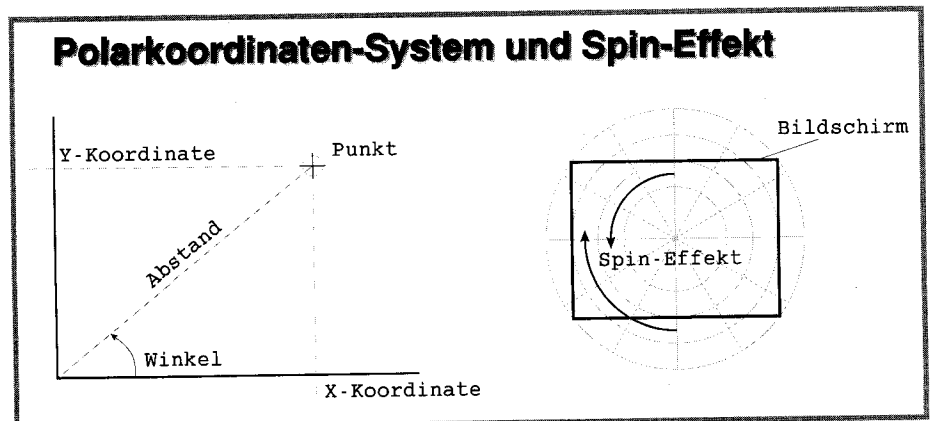 Polarkoordinaten-System und Spin-Effekt
Y-Koordinate
Punkt
Abstand
Winkel
X-Koordinate
Bildschirm
Spin-Effekt